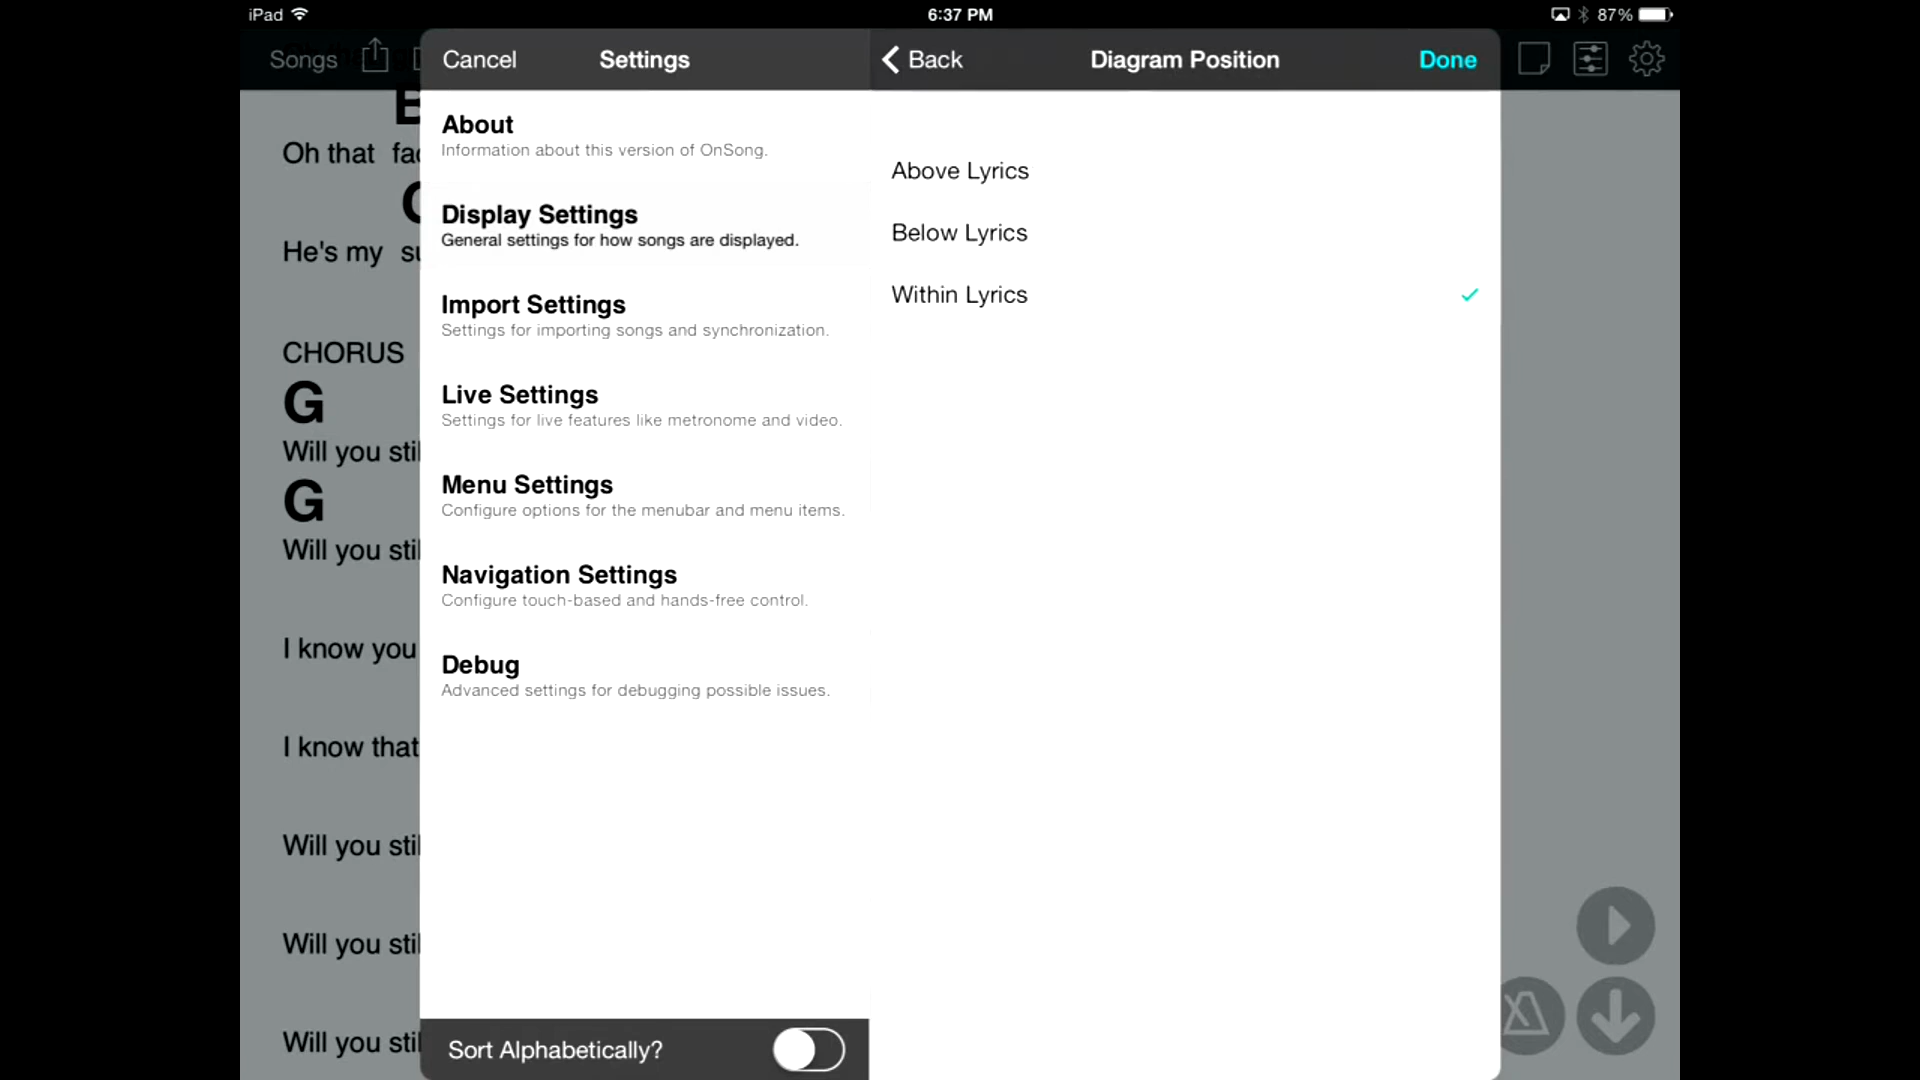 iPad 6:37 PM 87%
Songs Cancel Settings Back Diagram Position Done
About
Information about this version of OnSong.
Display Settings
General settings for how songs are displayed.
Import Settings
Settings for importing songs and synchronization.
Live Settings
Settings for live features like metronome and video.
Menu Settings
Configure options for the menubar and menu items.
Navigation Settings
Configure touch-based and hands-free control.
Debug
Advanced settings for debugging possible issues.
Sort Alphabetically?
Above Lyrics
Below Lyrics
Within Lyrics
Oh that
He's my
CHORUS
G
Will you stil
G
Will you stil
I know you
I know that
Will you stil
Will you stil
Will you stil